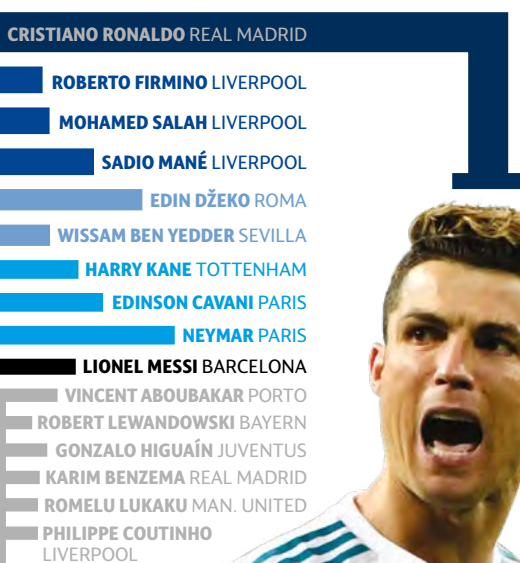 CRISTIANO RONALDO REAL MADRID
ROBERTO FIRMINO LIVERPOOL
MOHAMED SALAH LIVERPOOL
SADIO MANÉ LIVERPOOL
EDIN DŽEKO ROMA
WISSAM BEN YEDDER SEVILLA
HARRY KANE TOTTENHAM
EDINSON CAVANI PARIS
NEYMAR PARIS
LIONEL MESSI BARCELONA
VINCENT ABOUBAKAR PORTO
ROBERT LEWANDOWSKI BAYERN
GONZALO HIGUAÍN JUVENTUS
KARIM BENZEMA REAL MADRID
ROMELU LUKAKU MAN. UNITED
PHILIPPE COUTINHO
LIVERPOOL